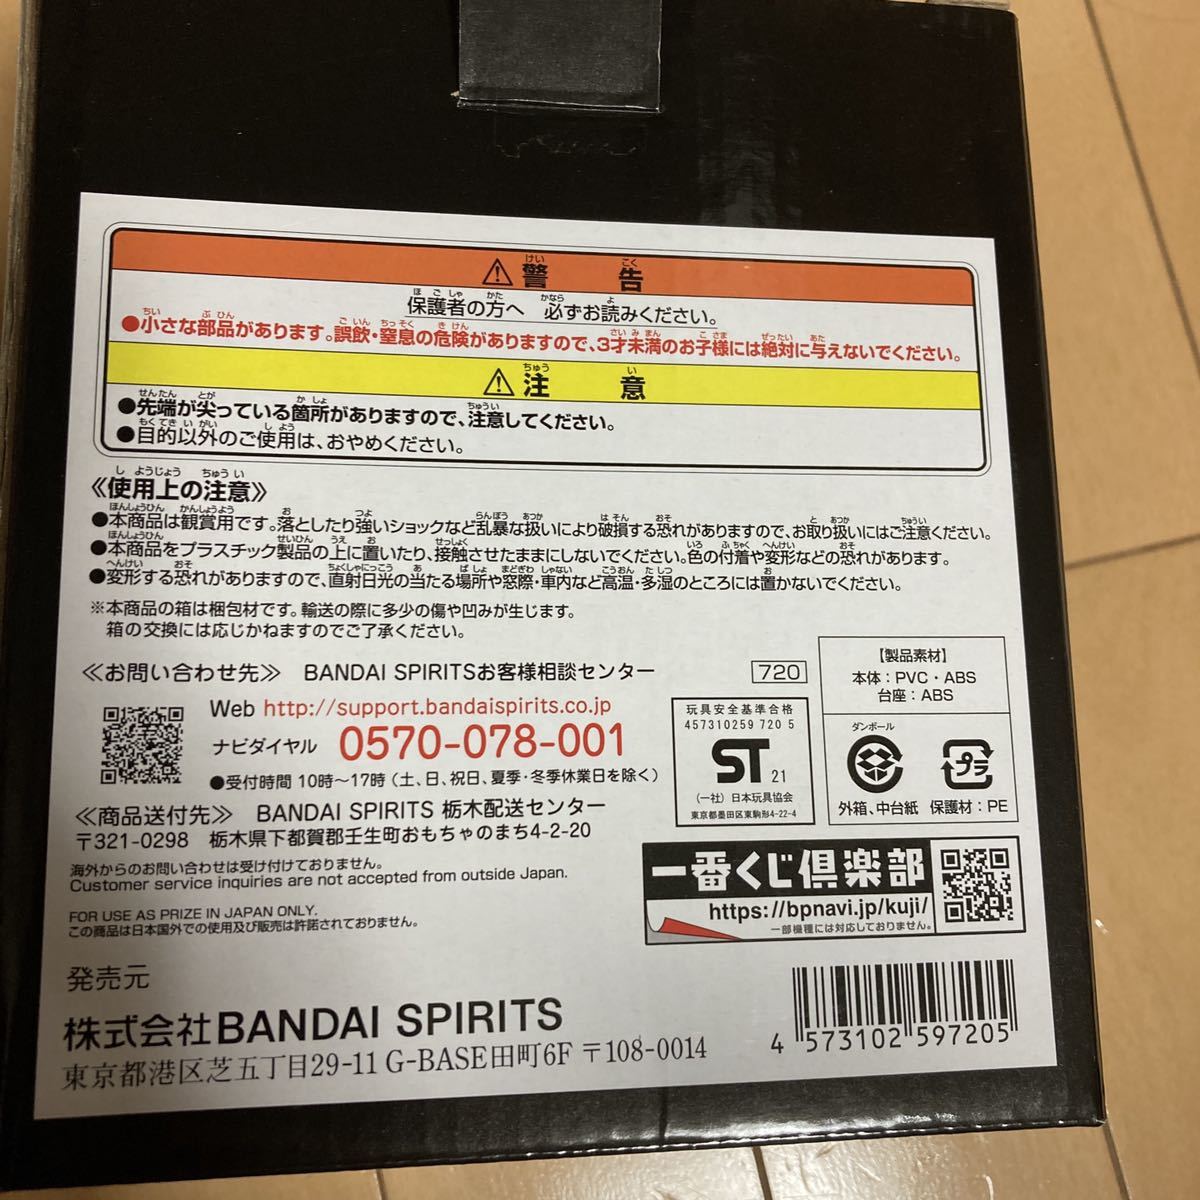 ⚠警告
保護者の方へ 必ずお読みください。
●小さな部品があります。誤飲・窒息の危険がありますので、3才未満のお子様には絶対に与えないでください。
⚠注意
●先端が尖っている箇所がありますので、注意してください。
●目的以外のご使用は、おやめください。
≪使用上の注意≫
●本商品は観賞用です。落としたり強いショックなど乱暴な扱いにより破損する恐れがありますので、お取り扱いにはご注意ください。
●本商品をプラスチック製品の上に置いたり、接触させたままにしないでください。色の付着や変形などの恐れがあります。
●変形する恐れがありますので、直射日光の当たる場所や窓際・車内など高温・多湿のところには置かないでください。
※本商品の箱は梱包材です。輸送の際に多少の傷や凹みが生じます。
箱の交換には応じかねますのでご了承ください。
≪お問い合わせ先≫ BANDAI SPIRITSお客様相談センター
Web http://support.bandaispirits.co.jp
ナビダイヤル 0570-078-001
●受付時間 10時〜17時（土、日、祝日、夏季・冬季休業日を除く）
≪商品送付先≫ BANDAI SPIRITS 栃木配送センター
〒321-0298 栃木県下都賀郡壬生町おもちゃのまち4-2-20
海外からのお問い合わせは受け付けておりません。
Customer service inquiries are not accepted from outside Japan.
FOR USE AS PRIZE IN JAPAN ONLY.
この商品は日本国外での使用及び販売は許諾されておりません。
720
玩具安全基準合格
457310259 720 5
ST 21
（一社）日本玩具協会
東京都墨田区東駒形4-22-4
【製品素材】
本体：PVC・ABS
台座：ABS
ダンボール
外箱、中台紙
プラ
保護材：PE
一番くじ倶楽部
https://bpnavi.jp/kuji/
一部機種には対応しておりません。
発売元
株式会社BANDAI SPIRITS
東京都港区芝五丁目29-11 G-BASE田町6F 〒108-0014
4 573102 597205